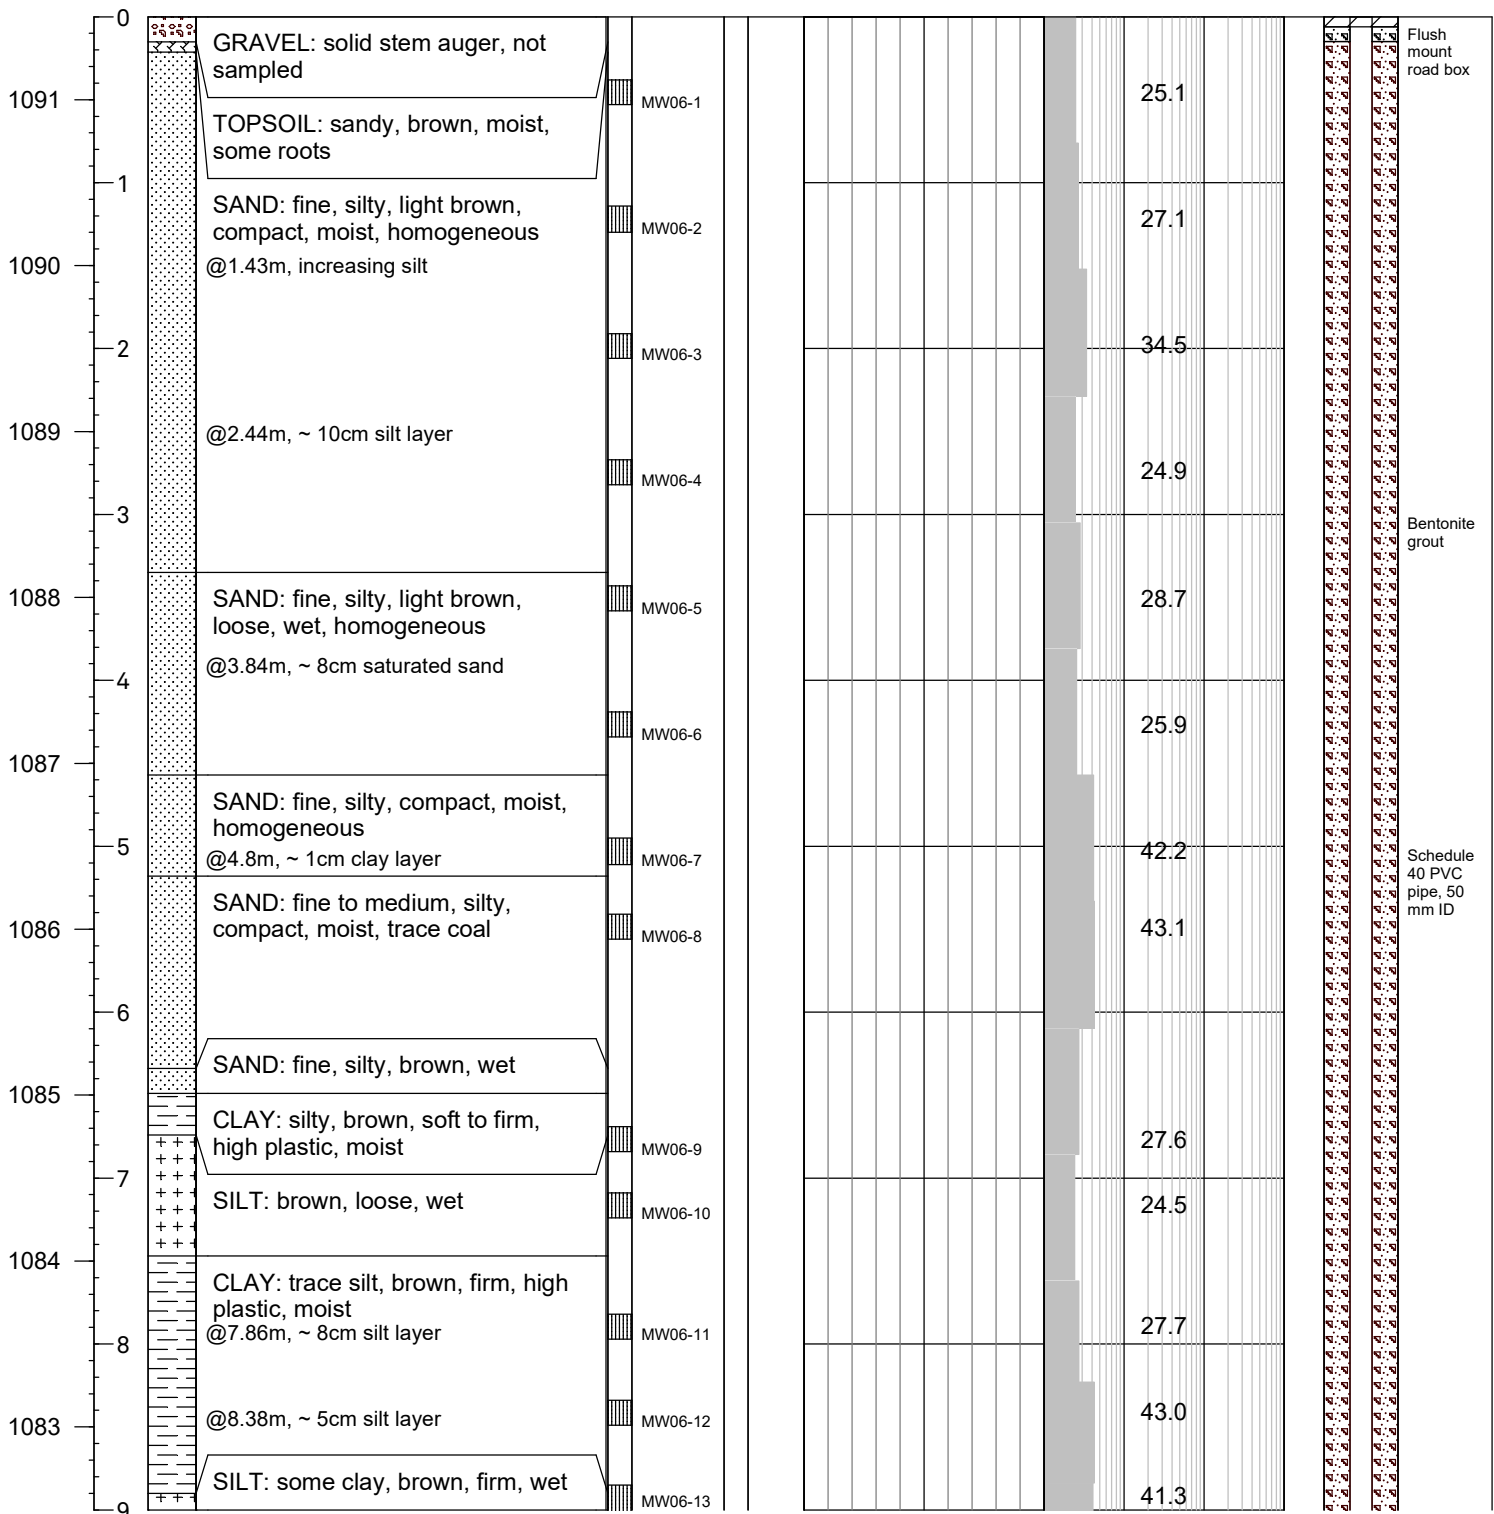 0
GRAVEL: solid stem auger, not
sampled
Flush
mount
road box
1091
MW06-1
25.1
TOPSOIL: sandy, brown, moist,
some roots
1
SAND: fine, silty, light brown,
compact, moist, homogeneous
MW06-2
27.1
1090
@1.43m, increasing silt
2
MW06-3
34.5
1089
@2.44m, ~ 10cm silt layer
MW06-4
24.9
3
Bentonite
grout
1088
SAND: fine, silty, light brown,
loose, wet, homogeneous
MW06-5
28.7
@3.84m, ~ 8cm saturated sand
4
MW06-6
25.9
1087
SAND: fine, silty, compact, moist,
homogeneous
5
@4.8m, ~ 1cm clay layer
MW06-7
42.2
Schedule
40 PVC
pipe, 50
mm ID
SAND: fine to medium, silty,
compact, moist, trace coal
1086
MW06-8
43.1
6
SAND: fine, silty, brown, wet
1085
CLAY: silty, brown, soft to firm,
high plastic, moist
MW06-9
27.6
7
SILT: brown, loose, wet
MW06-10
24.5
1084
CLAY: trace silt, brown, firm, high
plastic, moist
@7.86m, ~ 8cm silt layer
MW06-11
27.7
8
1083
@8.38m, ~ 5cm silt layer
MW06-12
43.0
SILT: some clay, brown, firm, wet
MW06-13
41.3
9